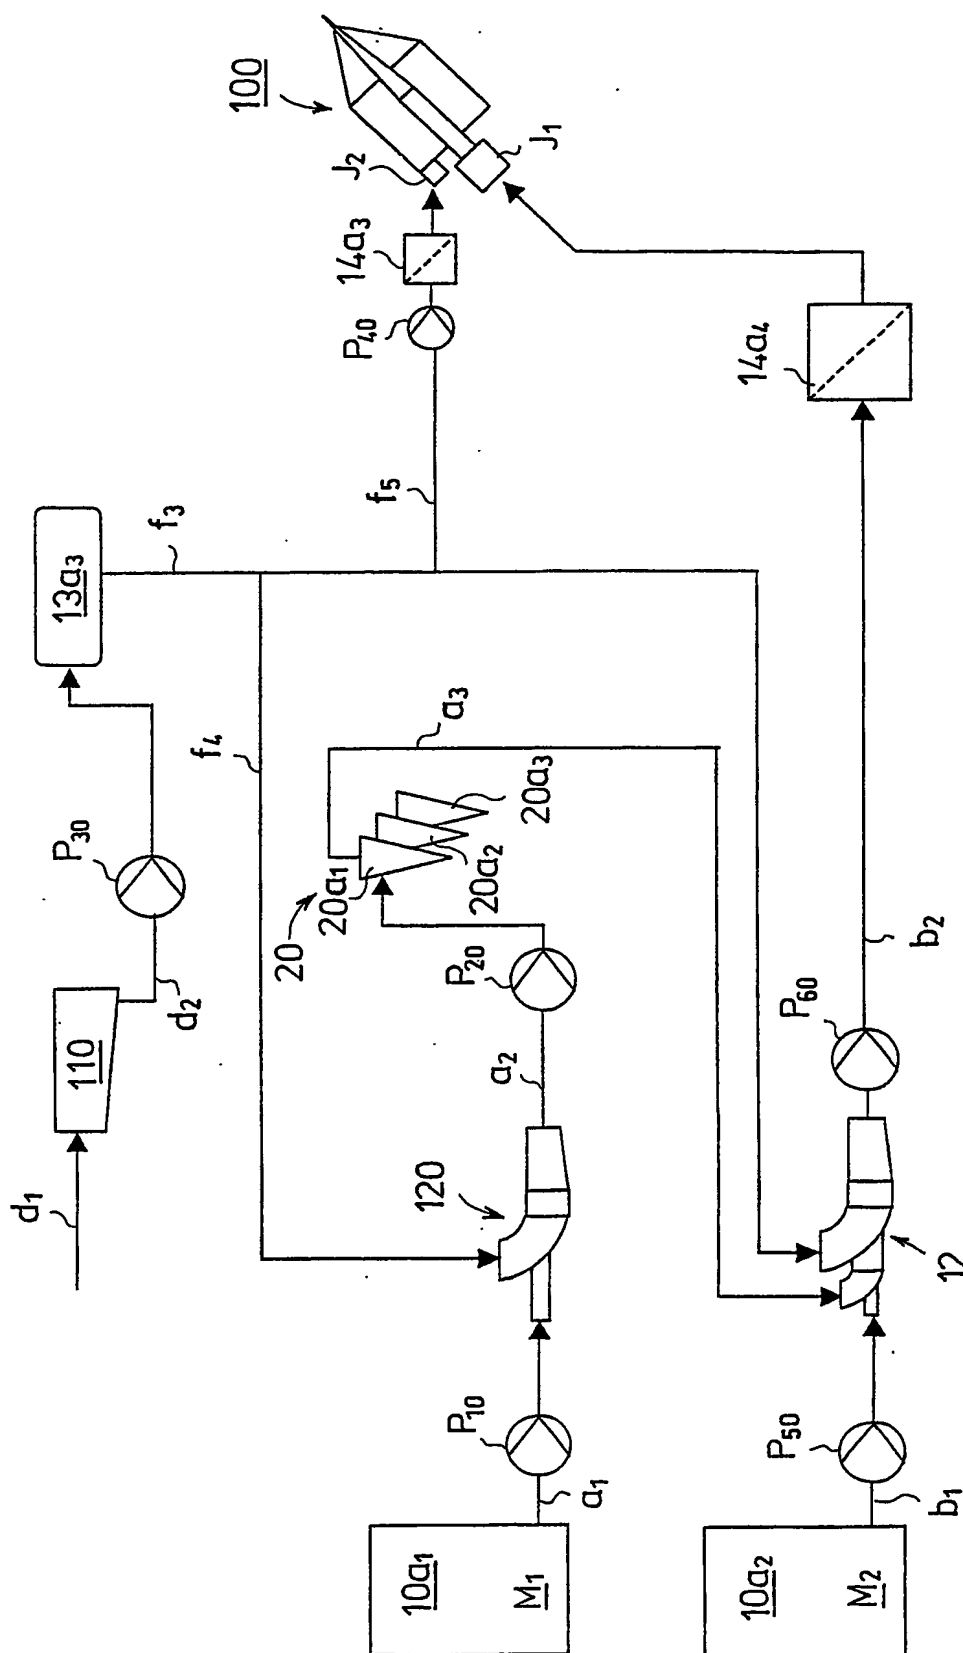 100
J₂
J₁
14a₃
P₄₀
14a₄
f₃
f₅
13a₃
f₄
a₃
P₃₀
20
20a₁
20a₂
20a₃
d₂
110
P₂₀
a₂
b₂
P₆₀
d₁
120
12
P₁₀
a₁
P₅₀
b₁
10a₁
M₁
10a₂
M₂